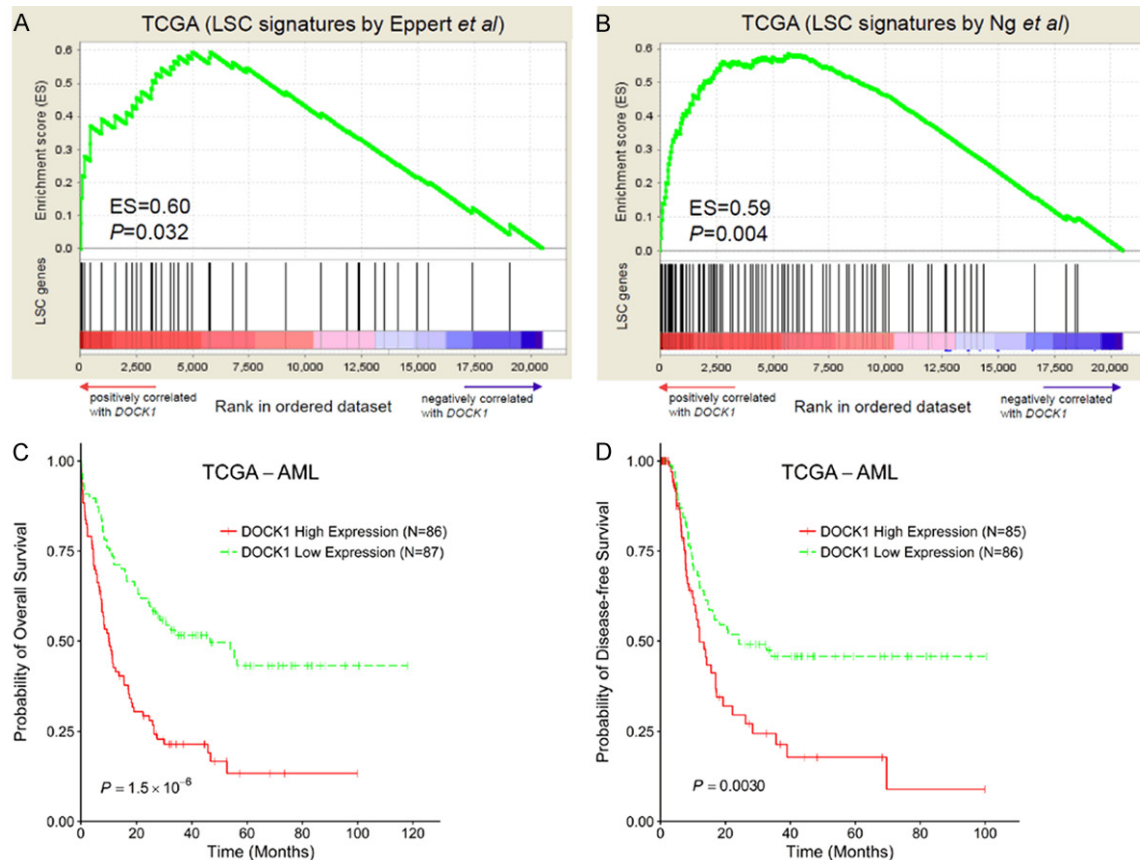 A
TCGA (LSC signatures by Eppert et al)
Enrichment score (ES)
0.6
0.5
0.4
0.3
0.2
0.1
0.0
ES=0.60
P=0.032
LSC genes
0 2,500 5,000 7,500 10,000 12,500 15,000 17,500 20,000
positively correlated
with DOCK1
Rank in ordered dataset
negatively correlated
with DOCK1
B
TCGA (LSC signatures by Ng et al)
Enrichment score (ES)
0.6
0.5
0.4
0.3
0.2
0.1
0.0
ES=0.59
P=0.004
LSC genes
0 2,500 5,000 7,500 10,000 12,500 15,000 17,500 20,000
positively correlated
with DOCK1
Rank in ordered dataset
negatively correlated
with DOCK1
C
TCGA – AML
Probability of Overall Survival
1.00
0.75
0.50
0.25
0.00
DOCK1 High Expression (N=86)
DOCK1 Low Expression (N=87)
P = 1.5 × 10⁻⁶
0 20 40 60 80 100 120
Time (Months)
D
TCGA – AML
Probability of Disease-free Survival
1.00
0.75
0.50
0.25
0.00
DOCK1 High Expression (N=85)
DOCK1 Low Expression (N=86)
P = 0.0030
0 20 40 60 80 100
Time (Months)